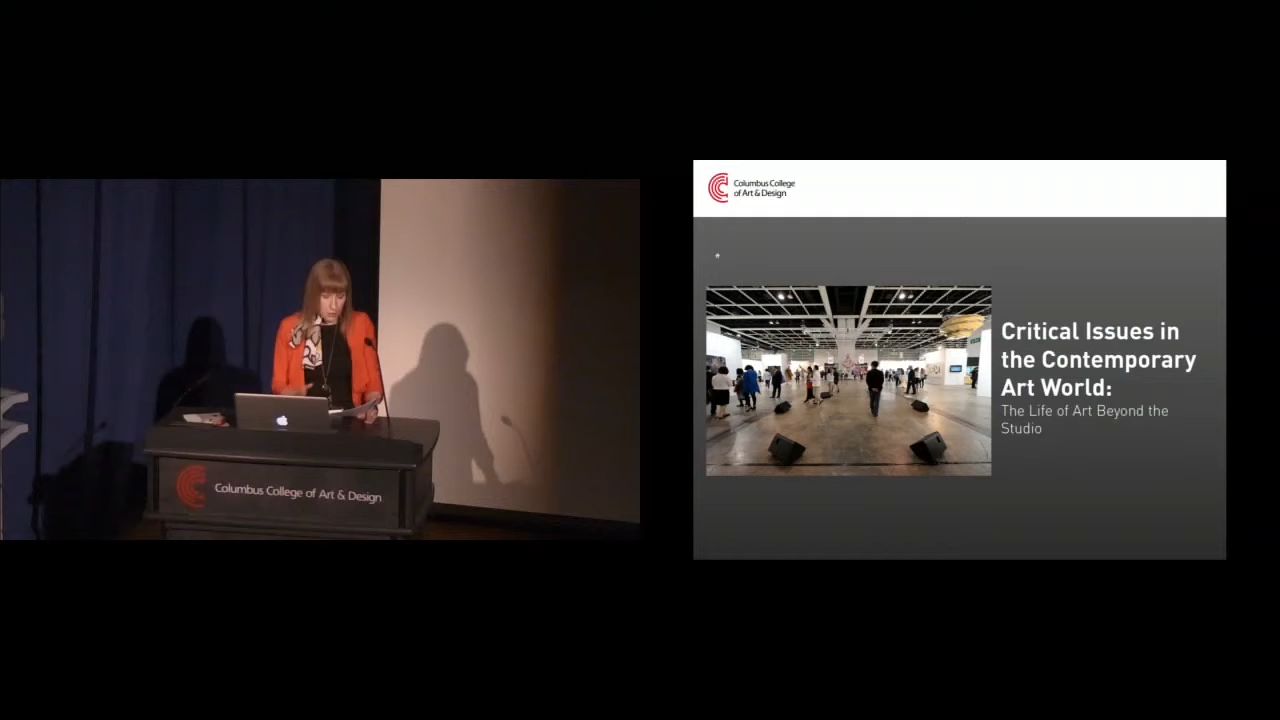 Columbus College of Art & Design
Columbus College
of Art & Design
*
Critical Issues in
the Contemporary
Art World:
The Life of Art Beyond the
Studio